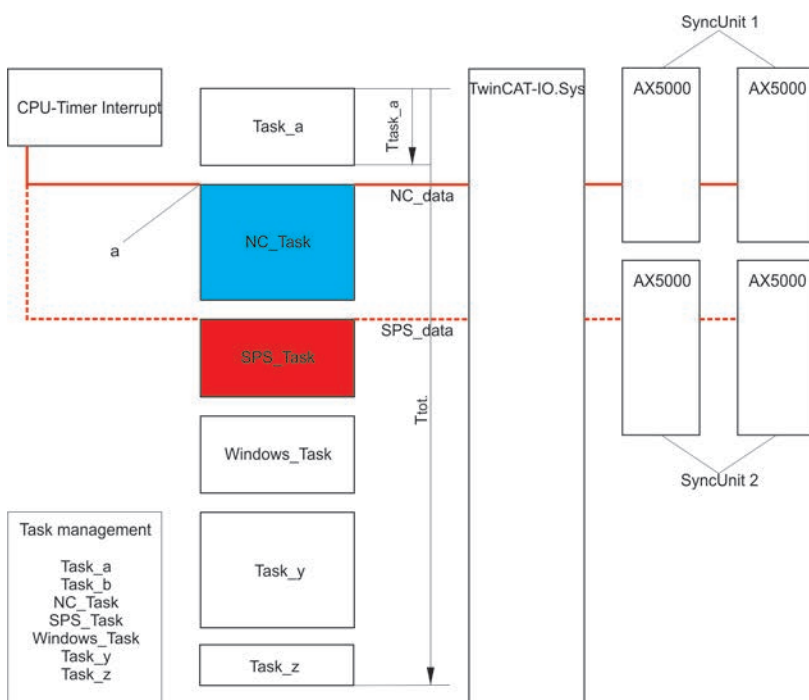 SyncUnit 1
CPU-Timer Interrupt
Task_a
Ttask_a
TwinCAT-IO.Sys
AX5000
AX5000
NC_data
a
NC_Task
AX5000
AX5000
SPS_data
SPS_Task
Ttot.
Windows_Task
SyncUnit 2
Task management
Task_a
Task_b
NC_Task
SPS_Task
Windows_Task
Task_y
Task_z
Task_y
Task_z